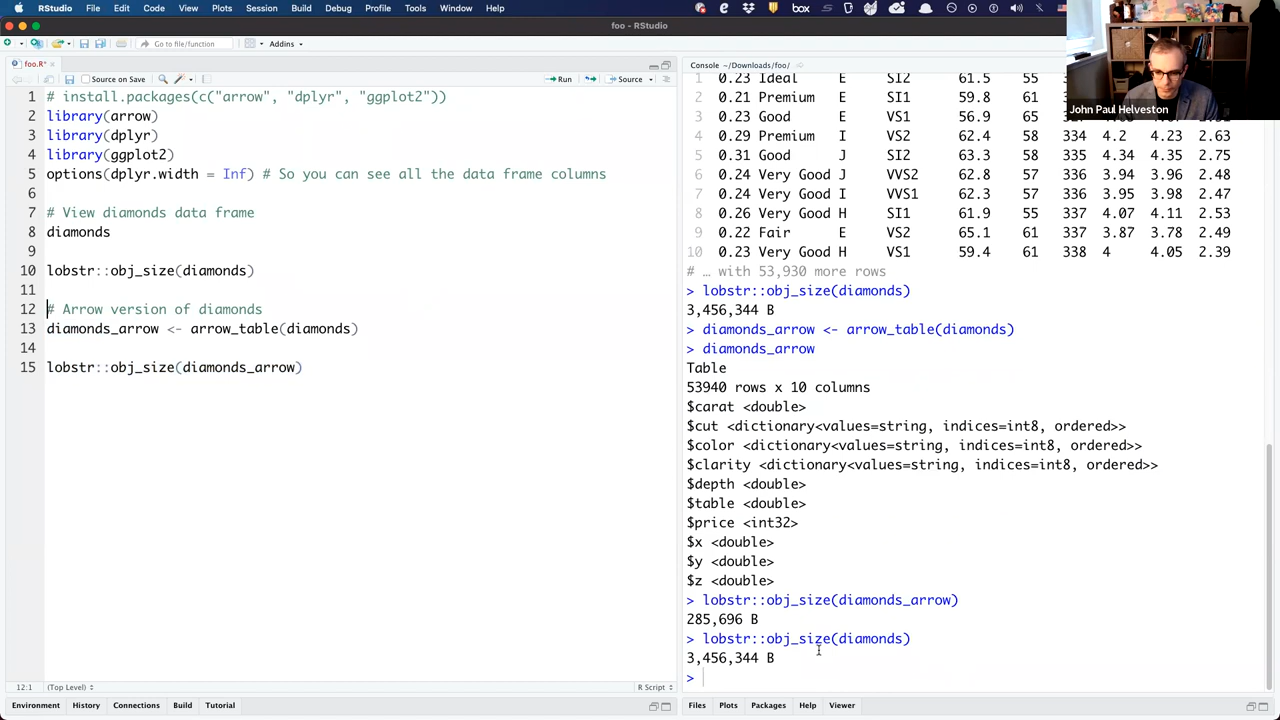 RStudio File Edit Code View Plots Session Build Debug Profile Tools Window Help
foo - RStudio
Go to file/function
Addins
foo.R*
Source on Save
Run
Source
1 # install.packages(c("arrow", "dplyr", "ggplot2"))
2 library(arrow)
3 library(dplyr)
4 library(ggplot2)
5 options(dplyr.width = Inf) # So you can see all the data frame columns
6
7 # View diamonds data frame
8 diamonds
9
10 lobstr::obj_size(diamonds)
11
12 # Arrow version of diamonds
13 diamonds_arrow <- arrow_table(diamonds)
14
15 lobstr::obj_size(diamonds_arrow)
12:1 (Top Level) R Script
Environment History Connections Build Tutorial
Console ~/Downloads/foo/
1 0.23 Ideal E SI2 61.5 55
2 0.21 Premium E SI1 59.8 61
3 0.23 Good E VS1 56.9 65
4 0.29 Premium I VS2 62.4 58 334 4.2 4.23 2.63
5 0.31 Good J SI2 63.3 58 335 4.34 4.35 2.75
6 0.24 Very Good J VVS2 62.8 57 336 3.94 3.96 2.48
7 0.24 Very Good I VVS1 62.3 57 336 3.95 3.98 2.47
8 0.26 Very Good H SI1 61.9 55 337 4.07 4.11 2.53
9 0.22 Fair E VS2 65.1 61 337 3.87 3.78 2.49
10 0.23 Very Good H VS1 59.4 61 338 4 4.05 2.39
# … with 53,930 more rows
> lobstr::obj_size(diamonds)
3,456,344 B
> diamonds_arrow <- arrow_table(diamonds)
> diamonds_arrow
Table
53940 rows x 10 columns
$carat <double>
$cut <dictionary<values=string, indices=int8, ordered>>
$color <dictionary<values=string, indices=int8, ordered>>
$clarity <dictionary<values=string, indices=int8, ordered>>
$depth <double>
$table <double>
$price <int32>
$x <double>
$y <double>
$z <double>
> lobstr::obj_size(diamonds_arrow)
285,696 B
> lobstr::obj_size(diamonds)
3,456,344 B
>
Files Plots Packages Help Viewer
John Paul Helveston